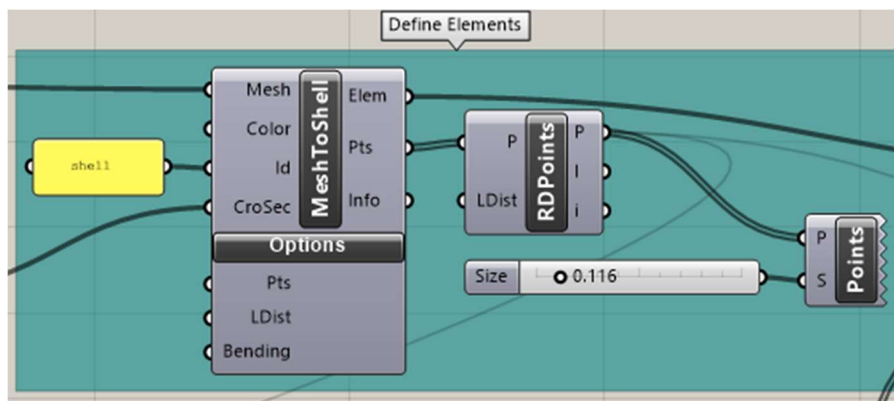 Define Elements
shell
Mesh
Color
Id
CroSec
MeshToShell
Elem
Pts
Info
Options
Pts
LDist
Bending
P
LDist
RDPoints
P
I
i
Size 0.116
P
S
Points